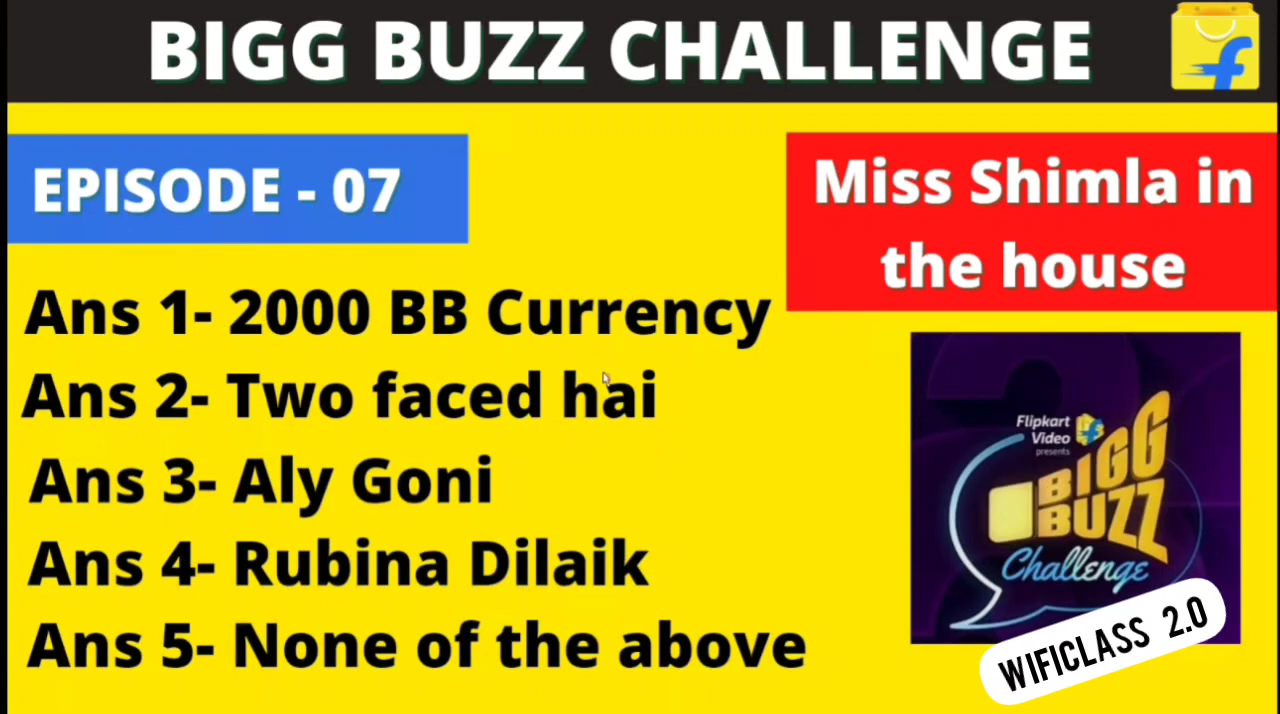 BIGG BUZZ CHALLENGE
EPISODE - 07
Miss Shimla in
the house
Ans 1- 2000 BB Currency
Ans 2- Two faced hai
Ans 3- Aly Goni
Ans 4- Rubina Dilaik
Ans 5- None of the above
Flipkart
Video
presents
BIGG
BUZZ
Challenge
WIFICLASS 2.0